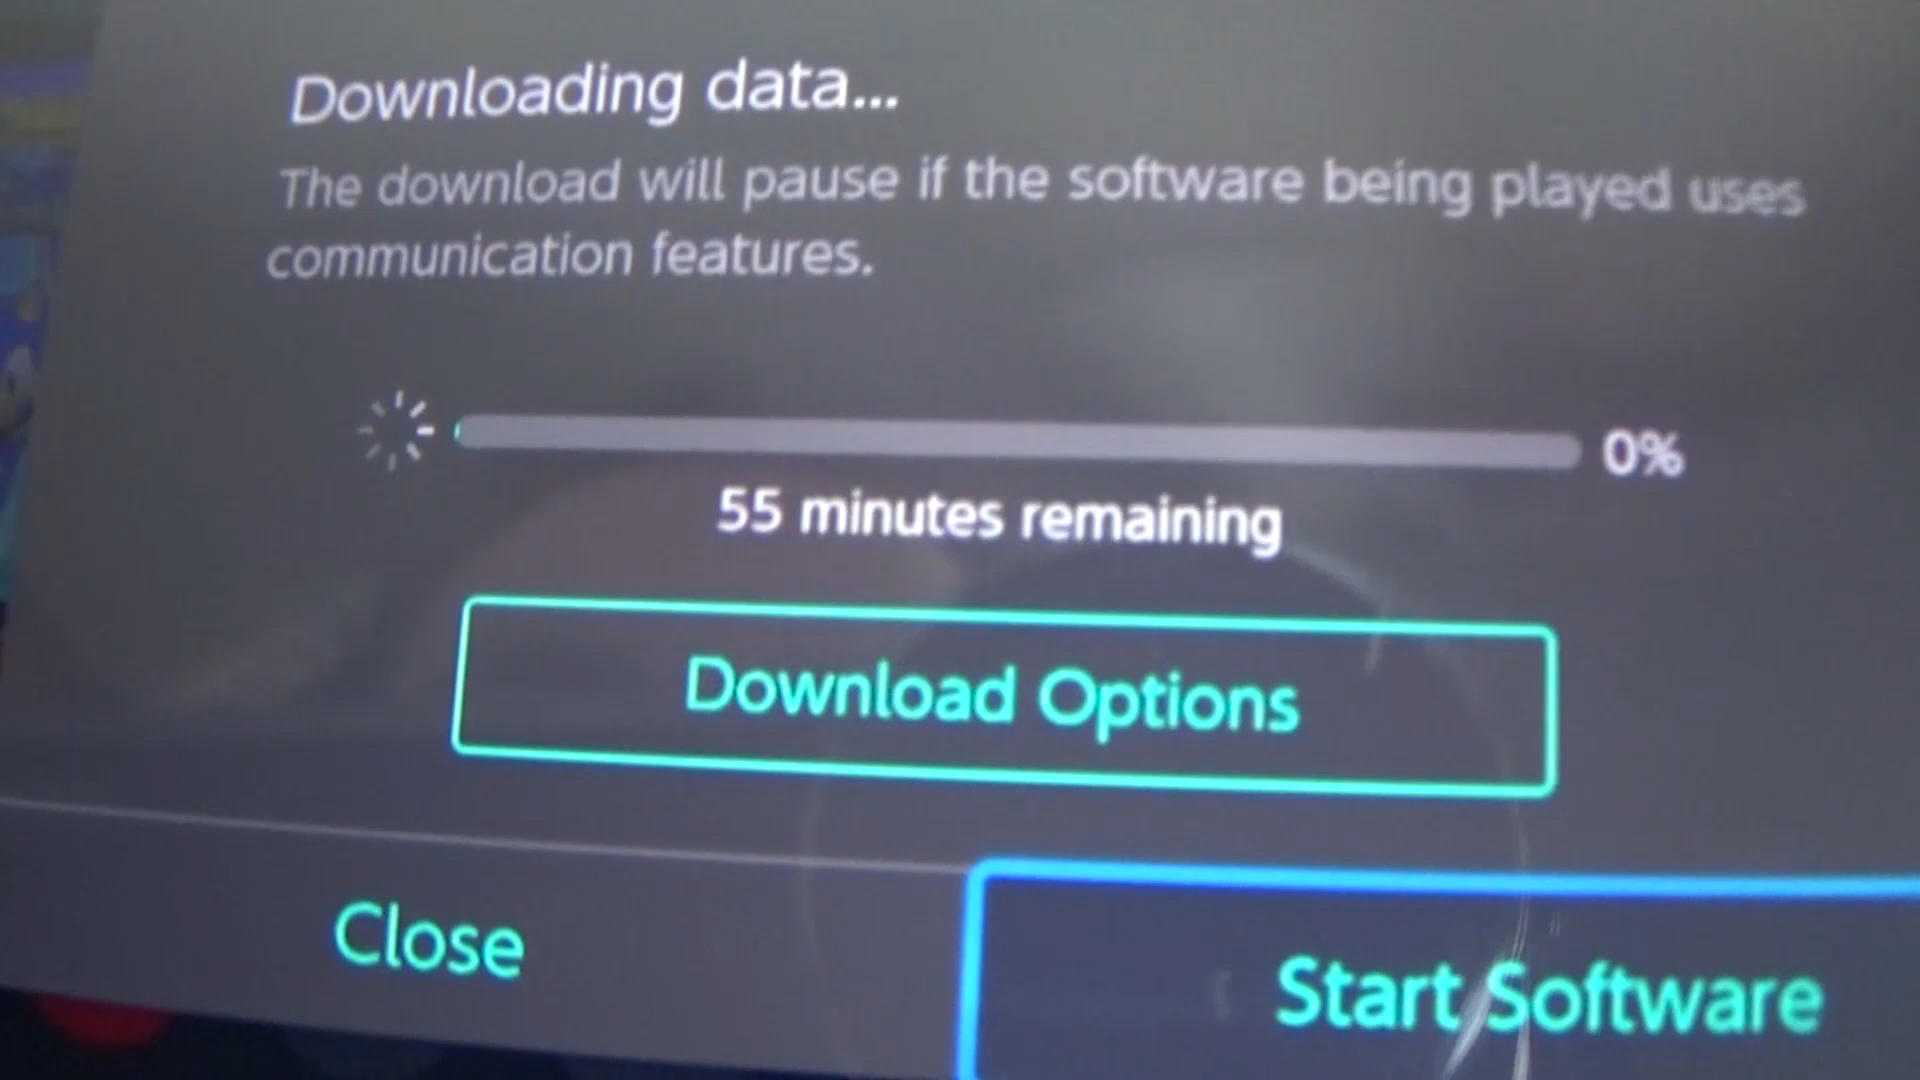 Downloading data...
The download will pause if the software being played uses
communication features.
0%
55 minutes remaining
Download Options
Close
Start Software